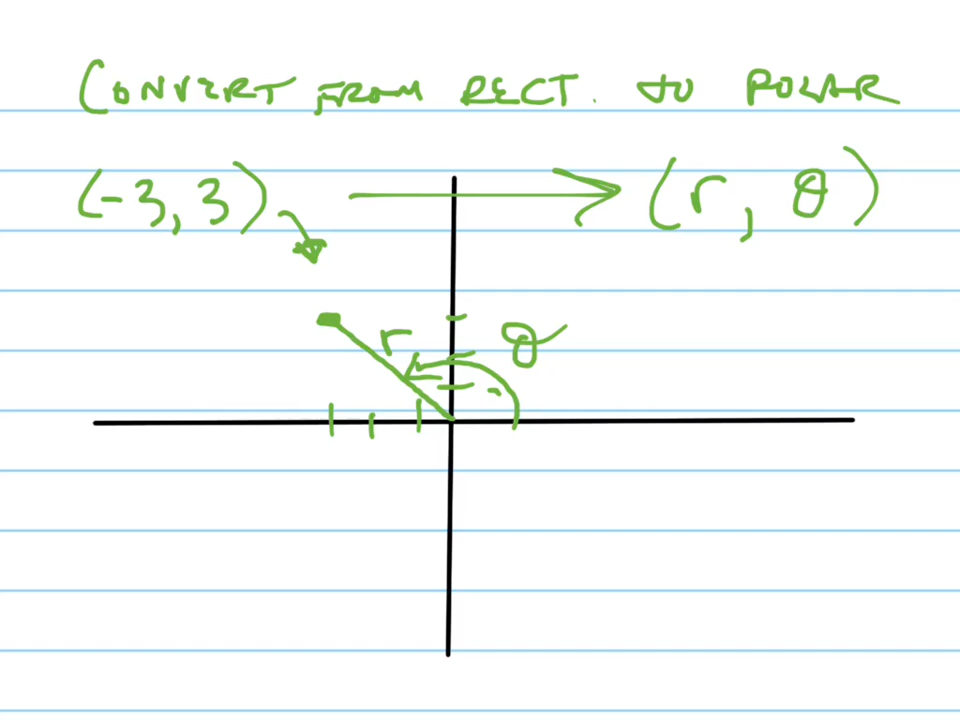 CONVERT FROM RECT. TO POLAR
(-3, 3) (r, θ)
r θ